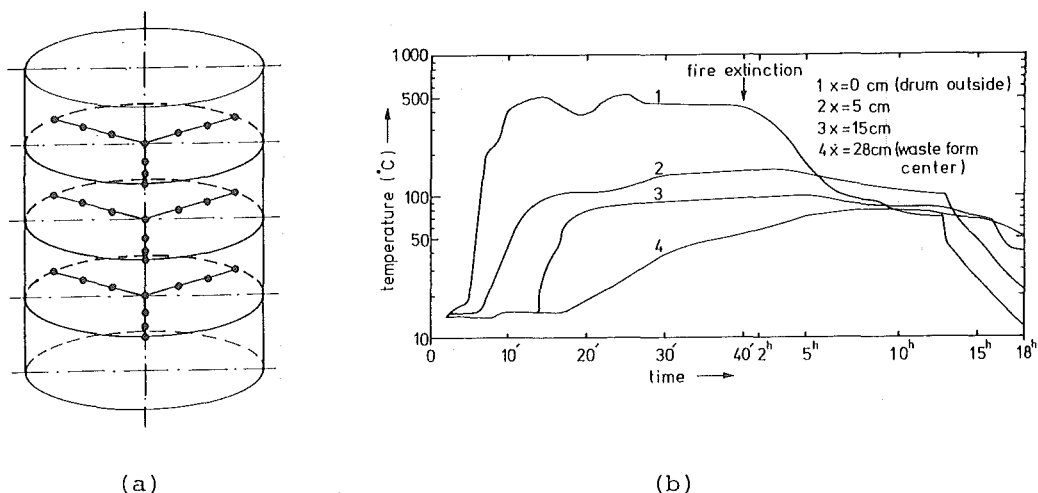 1000
500
100
50
10
temperature (°C)
fire extinction
1 x=0 cm (drum outside)
2 x=5 cm
3 x=15cm
4 x=28cm (waste form
center)
1
2
3
4
0 10′ 20′ 30′ 40′ 2h 5h 10h 15h 18h
time
(a) (b)